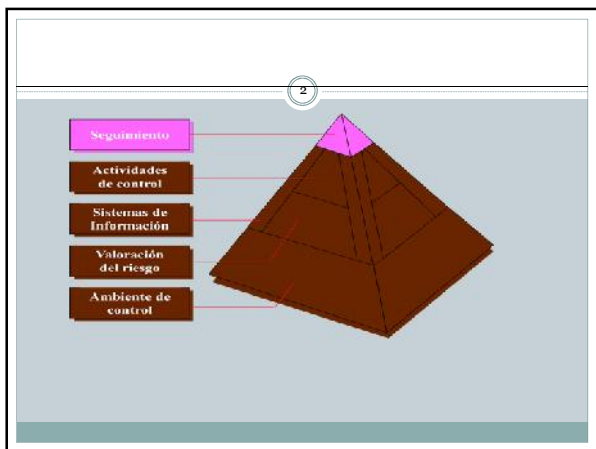 2
Seguimiento
Actividades
de control
Sistemas de
Información
Valoración
del riesgo
Ambiente de
control